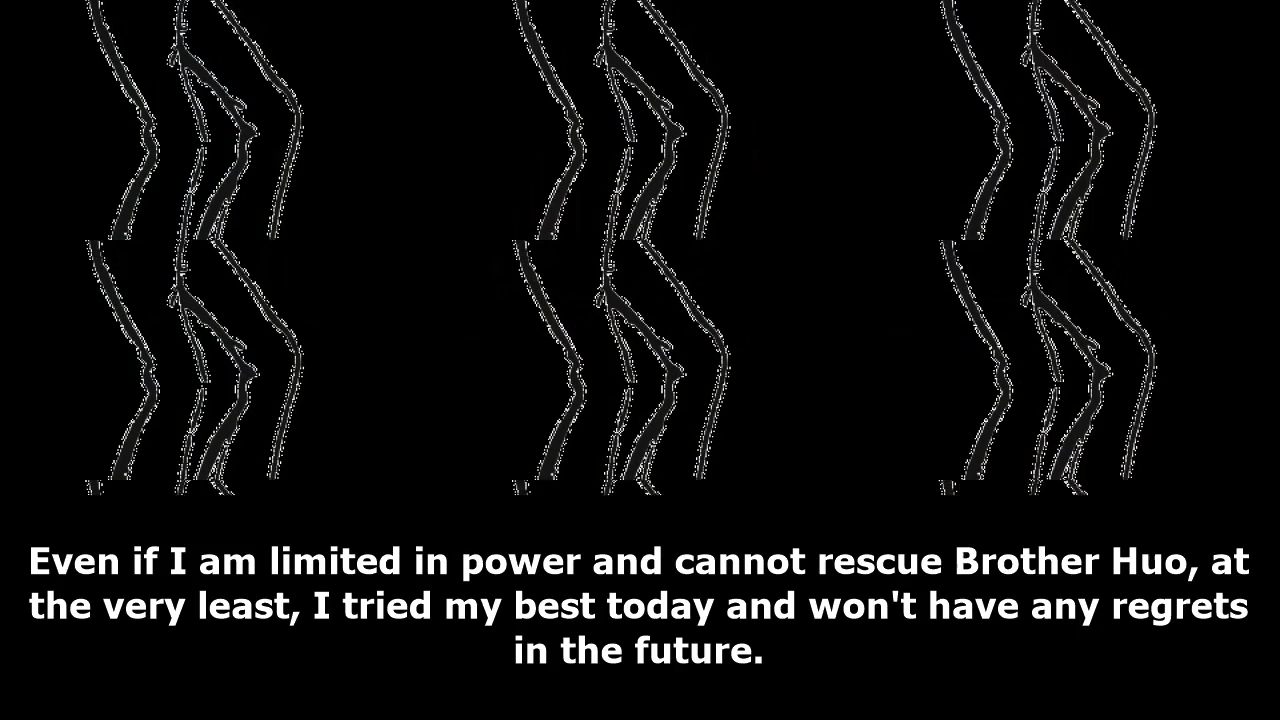 Even if I am limited in power and cannot rescue Brother Huo, at
the very least, I tried my best today and won't have any regrets
in the future.